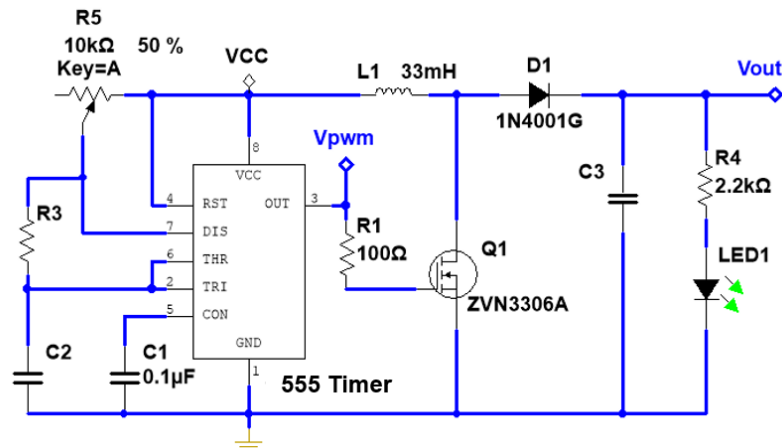 R5
10kΩ 50 %
Key=A
VCC
L1 33mH
D1
1N4001G
Vout
Vpwm
8
VCC
4 RST OUT 3
7 DIS
6 THR
2 TRI
5 CON
GND
1
R3
R1
100Ω
Q1
ZVN3306A
C3
R4
2.2kΩ
LED1
C2
C1
0.1µF
555 Timer